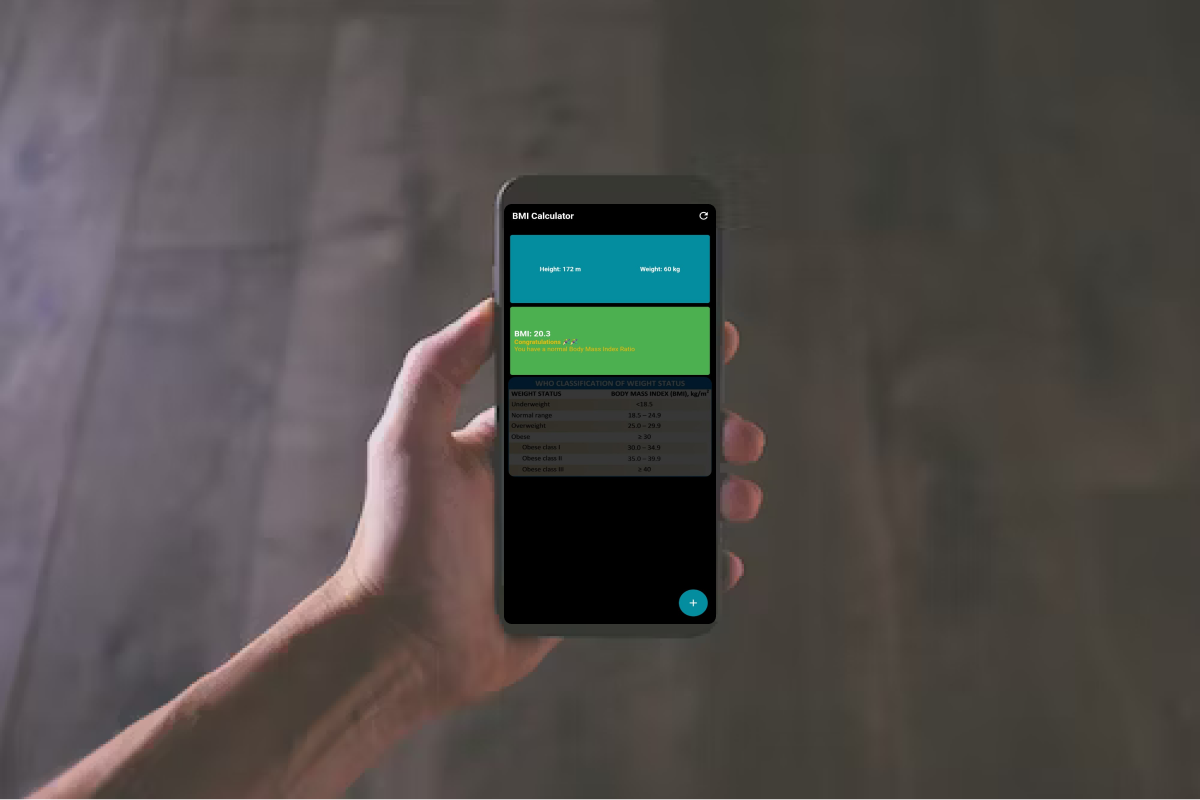 BMI Calculator
Height: 172 m Weight: 60 kg
BMI: 20.3
Congratulations
You have a normal Body Mass Index Ratio
WHO CLASSIFICATION OF WEIGHT STATUS
WEIGHT STATUS BODY MASS INDEX (BMI), kg/m²
Underweight <18.5
Normal range 18.5 – 24.9
Overweight 25.0 – 29.9
Obese ≥ 30
Obese class I 30.0 – 34.9
Obese class II 35.0 – 39.9
Obese class III ≥ 40